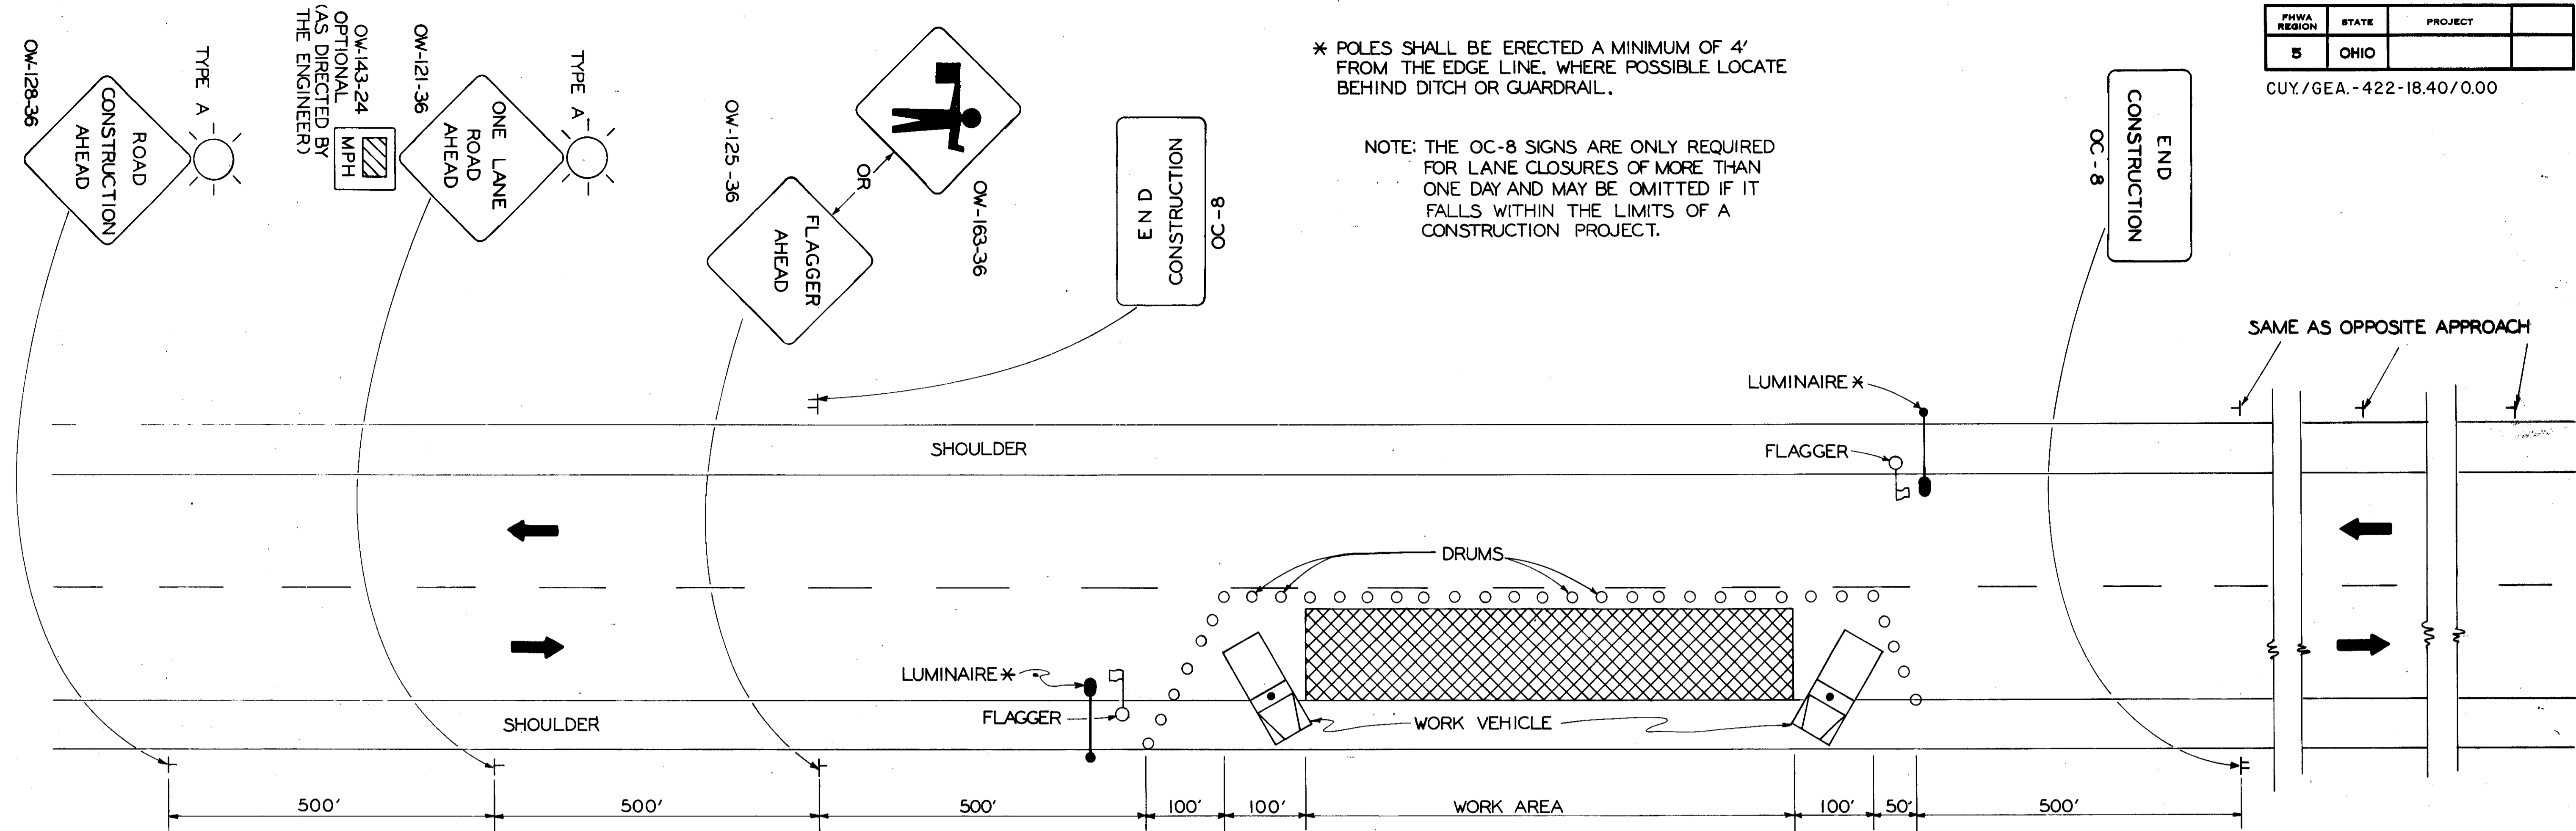 FHWA REGION STATE PROJECT
5 OHIO
CUY./GEA.-422-18.40/0.00
OW-128-36
ROAD
CONSTRUCTION
AHEAD
TYPE A
OW-143-24
OPTIONAL
(AS DIRECTED BY
THE ENGINEER)
MPH
OW-121-36
ONE LANE
ROAD
AHEAD
TYPE A
OW-125-36
FLAGGER
AHEAD
OR
OW-163-36
END
CONSTRUCTION
OC-8
* POLES SHALL BE ERECTED A MINIMUM OF 4'
FROM THE EDGE LINE. WHERE POSSIBLE LOCATE
BEHIND DITCH OR GUARDRAIL.
NOTE: THE OC-8 SIGNS ARE ONLY REQUIRED
FOR LANE CLOSURES OF MORE THAN
ONE DAY AND MAY BE OMITTED IF IT
FALLS WITHIN THE LIMITS OF A
CONSTRUCTION PROJECT.
END
CONSTRUCTION
OC-8
SAME AS OPPOSITE APPROACH
LUMINAIRE *
SHOULDER
FLAGGER
DRUMS
LUMINAIRE *
FLAGGER
SHOULDER
WORK VEHICLE
500' 500' 500' 100' 100' WORK AREA 100' 50' 500'